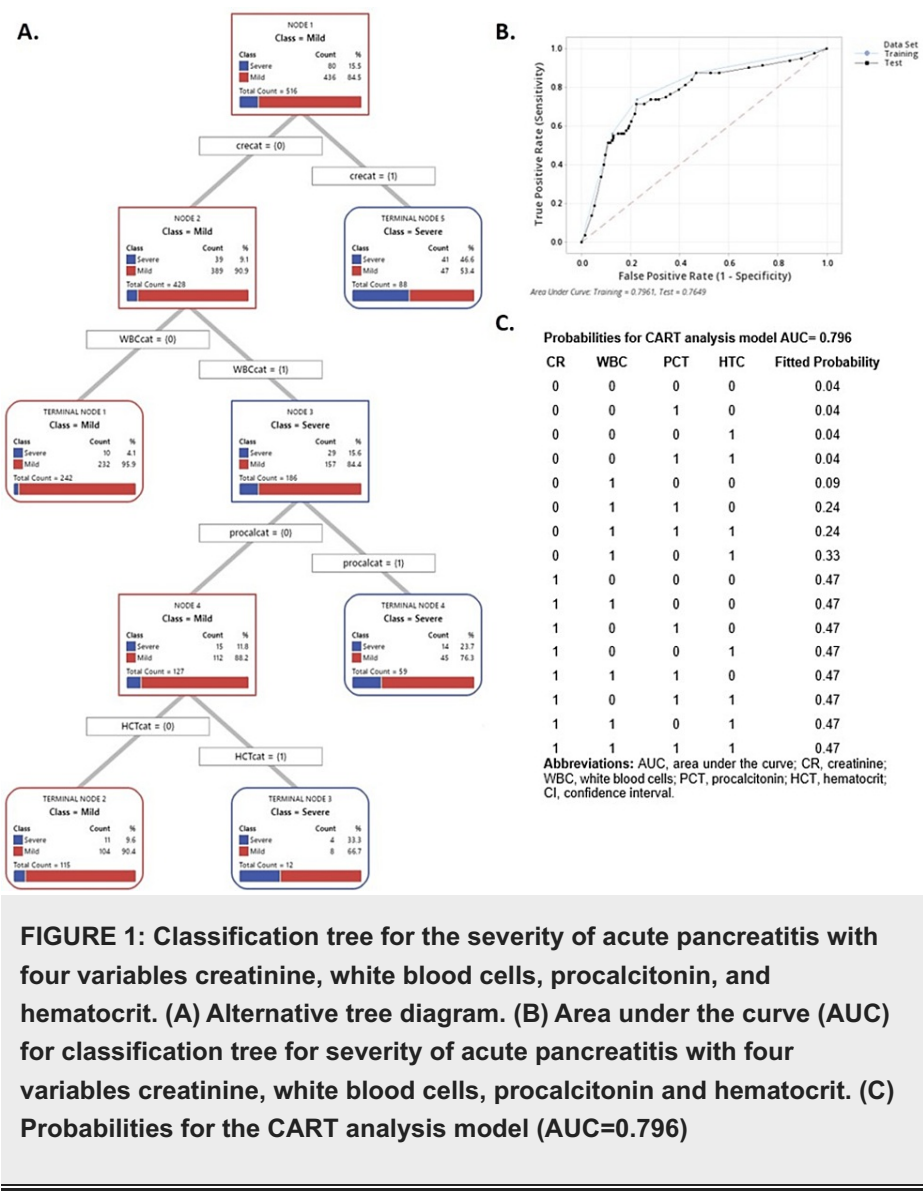 A.
NODE 1
Class = Mild
Class Count %
Severe 80 15.5
Mild 436 84.5
Total Count = 516
crecat = {0}
crecat = {1}
NODE 2
Class = Mild
Class Count %
Severe 39 9.1
Mild 389 90.9
Total Count = 428
TERMINAL NODE 5
Class = Severe
Class Count %
Severe 41 46.6
Mild 47 53.4
Total Count = 88
WBCcat = {0}
WBCcat = {1}
TERMINAL NODE 1
Class = Mild
Class Count %
Severe 10 4.1
Mild 232 95.9
Total Count = 242
NODE 3
Class = Severe
Class Count %
Severe 29 15.6
Mild 157 84.4
Total Count = 186
procalcat = {0}
procalcat = {1}
NODE 4
Class = Mild
Class Count %
Severe 15 11.8
Mild 112 88.2
Total Count = 127
TERMINAL NODE 4
Class = Severe
Class Count %
Severe 14 23.7
Mild 45 76.3
Total Count = 59
HCTcat = {0}
HCTcat = {1}
TERMINAL NODE 2
Class = Mild
Class Count %
Severe 11 9.6
Mild 104 90.4
Total Count = 115
TERMINAL NODE 3
Class = Severe
Class Count %
Severe 4 33.3
Mild 8 66.7
Total Count = 12
B.
True Positive Rate (Sensitivity)
1.0
0.8
0.6
0.4
0.2
0.0
0.0 0.2 0.4 0.6 0.8 1.0
False Positive Rate (1 - Specificity)
Data Set
Training
Test
Area Under Curve: Training = 0.7961, Test = 0.7649
C.
Probabilities for CART analysis model AUC= 0.796
CR WBC PCT HTC Fitted Probability
0 0 0 0 0.04
0 0 1 0 0.04
0 0 0 1 0.04
0 0 1 1 0.04
0 1 0 0 0.09
0 1 1 0 0.24
0 1 1 1 0.24
0 1 0 1 0.33
1 0 0 0 0.47
1 1 0 0 0.47
1 0 1 0 0.47
1 0 0 1 0.47
1 1 1 0 0.47
1 0 1 1 0.47
1 1 0 1 0.47
1 1 1 1 0.47
Abbreviations: AUC, area under the curve; CR, creatinine;
WBC, white blood cells; PCT, procalcitonin; HCT, hematocrit;
CI, confidence interval.
FIGURE 1: Classification tree for the severity of acute pancreatitis with
four variables creatinine, white blood cells, procalcitonin, and
hematocrit. (A) Alternative tree diagram. (B) Area under the curve (AUC)
for classification tree for severity of acute pancreatitis with four
variables creatinine, white blood cells, procalcitonin and hematocrit. (C)
Probabilities for the CART analysis model (AUC=0.796)